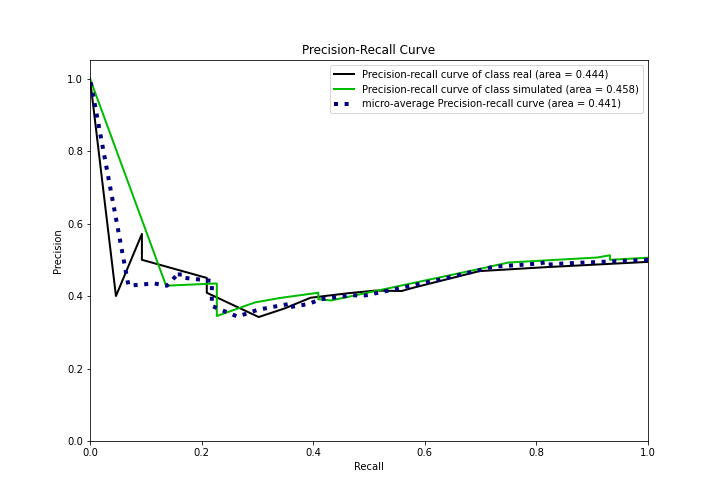 Precision-Recall Curve
Precision-recall curve of class real (area = 0.444)
Precision-recall curve of class simulated (area = 0.458)
micro-average Precision-recall curve (area = 0.441)
1.0
0.8
0.6
0.4
0.2
0.0
Precision
0.0 0.2 0.4 0.6 0.8 1.0
Recall